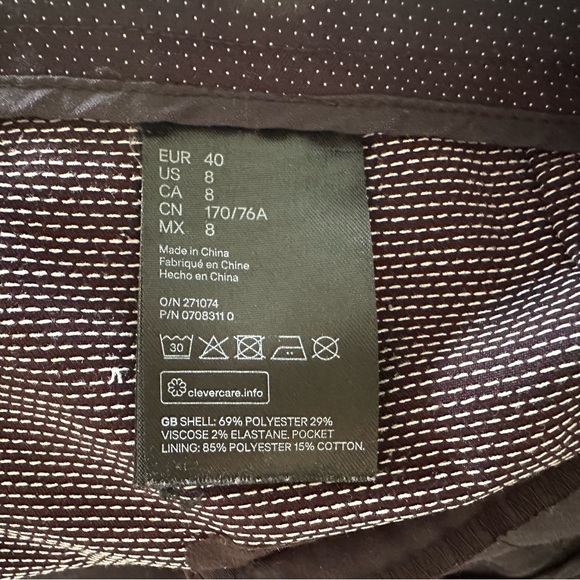 EUR 40
US 8
CA 8
CN 170/76A
MX 8
Made in China
Fabriqué en Chine
Hecho en China
O/N 271074
P/N 0708311 0
30
clevercare.info
GB SHELL: 69% POLYESTER 29%
VISCOSE 2% ELASTANE. POCKET
LINING: 85% POLYESTER 15% COTTON.